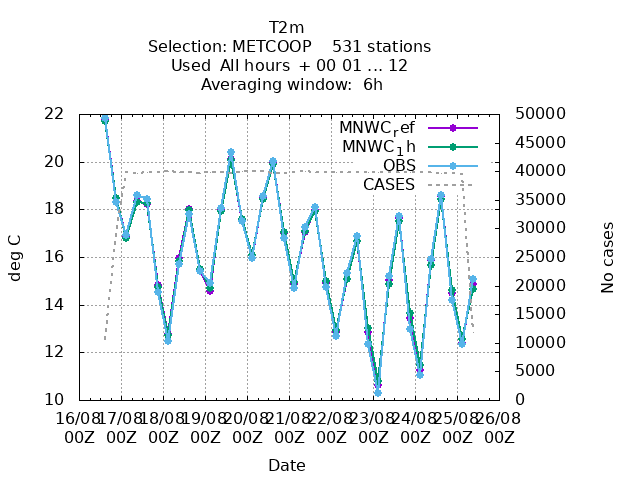 T2m
Selection: METCOOP 531 stations
Used All hours + 00 01 ... 12
Averaging window: 6h
deg C
22
20
18
16
14
12
10
MNWCref
MNWC1h
OBS
CASES
50000
45000
40000
35000
30000
25000
20000
15000
10000
5000
0
No cases
16/08 17/08 18/08 19/08 20/08 21/08 22/08 23/08 24/08 25/08 26/08
00Z 00Z 00Z 00Z 00Z 00Z 00Z 00Z 00Z 00Z 00Z
Date